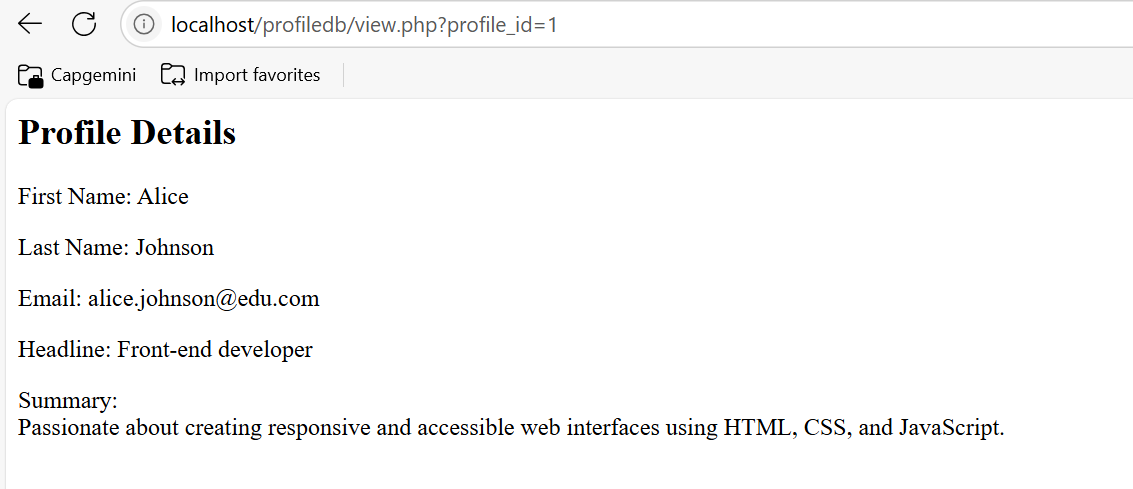 localhost/profiledb/view.php?profile_id=1
Capgemini Import favorites
Profile Details
First Name: Alice
Last Name: Johnson
Email: alice.johnson@edu.com
Headline: Front-end developer
Summary:
Passionate about creating responsive and accessible web interfaces using HTML, CSS, and JavaScript.